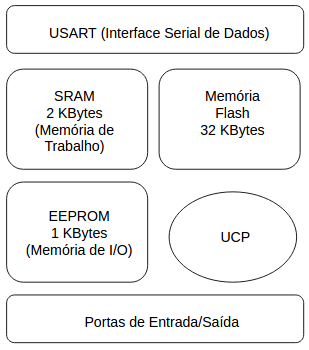 USART (Interface Serial de Dados)
SRAM
2 KBytes
(Memória de
Trabalho)
Memória
Flash
32 KBytes
EEPROM
1 KBytes
(Memória de I/O)
UCP
Portas de Entrada/Saída